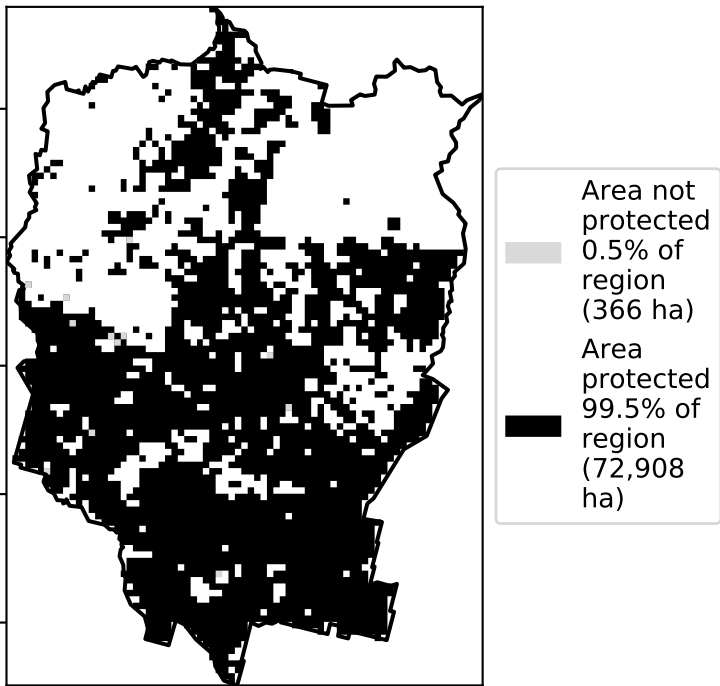 Area not
protected
0.5% of
region
(366 ha)
Area
protected
99.5% of
region
(72,908
ha)